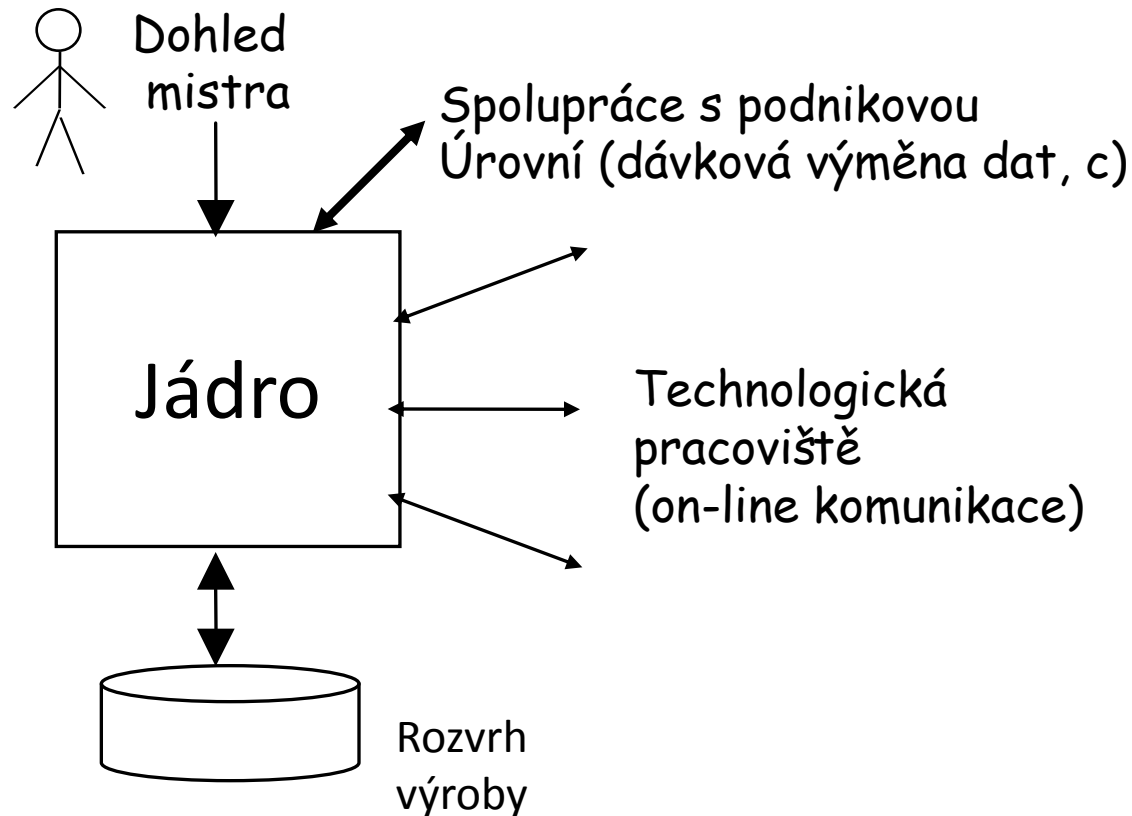 Dohled
mistra
Spolupráce s podnikovou
Úrovní (dávková výměna dat, c)
Jádro
Technologická
pracoviště
(on-line komunikace)
Rozvrh
výroby